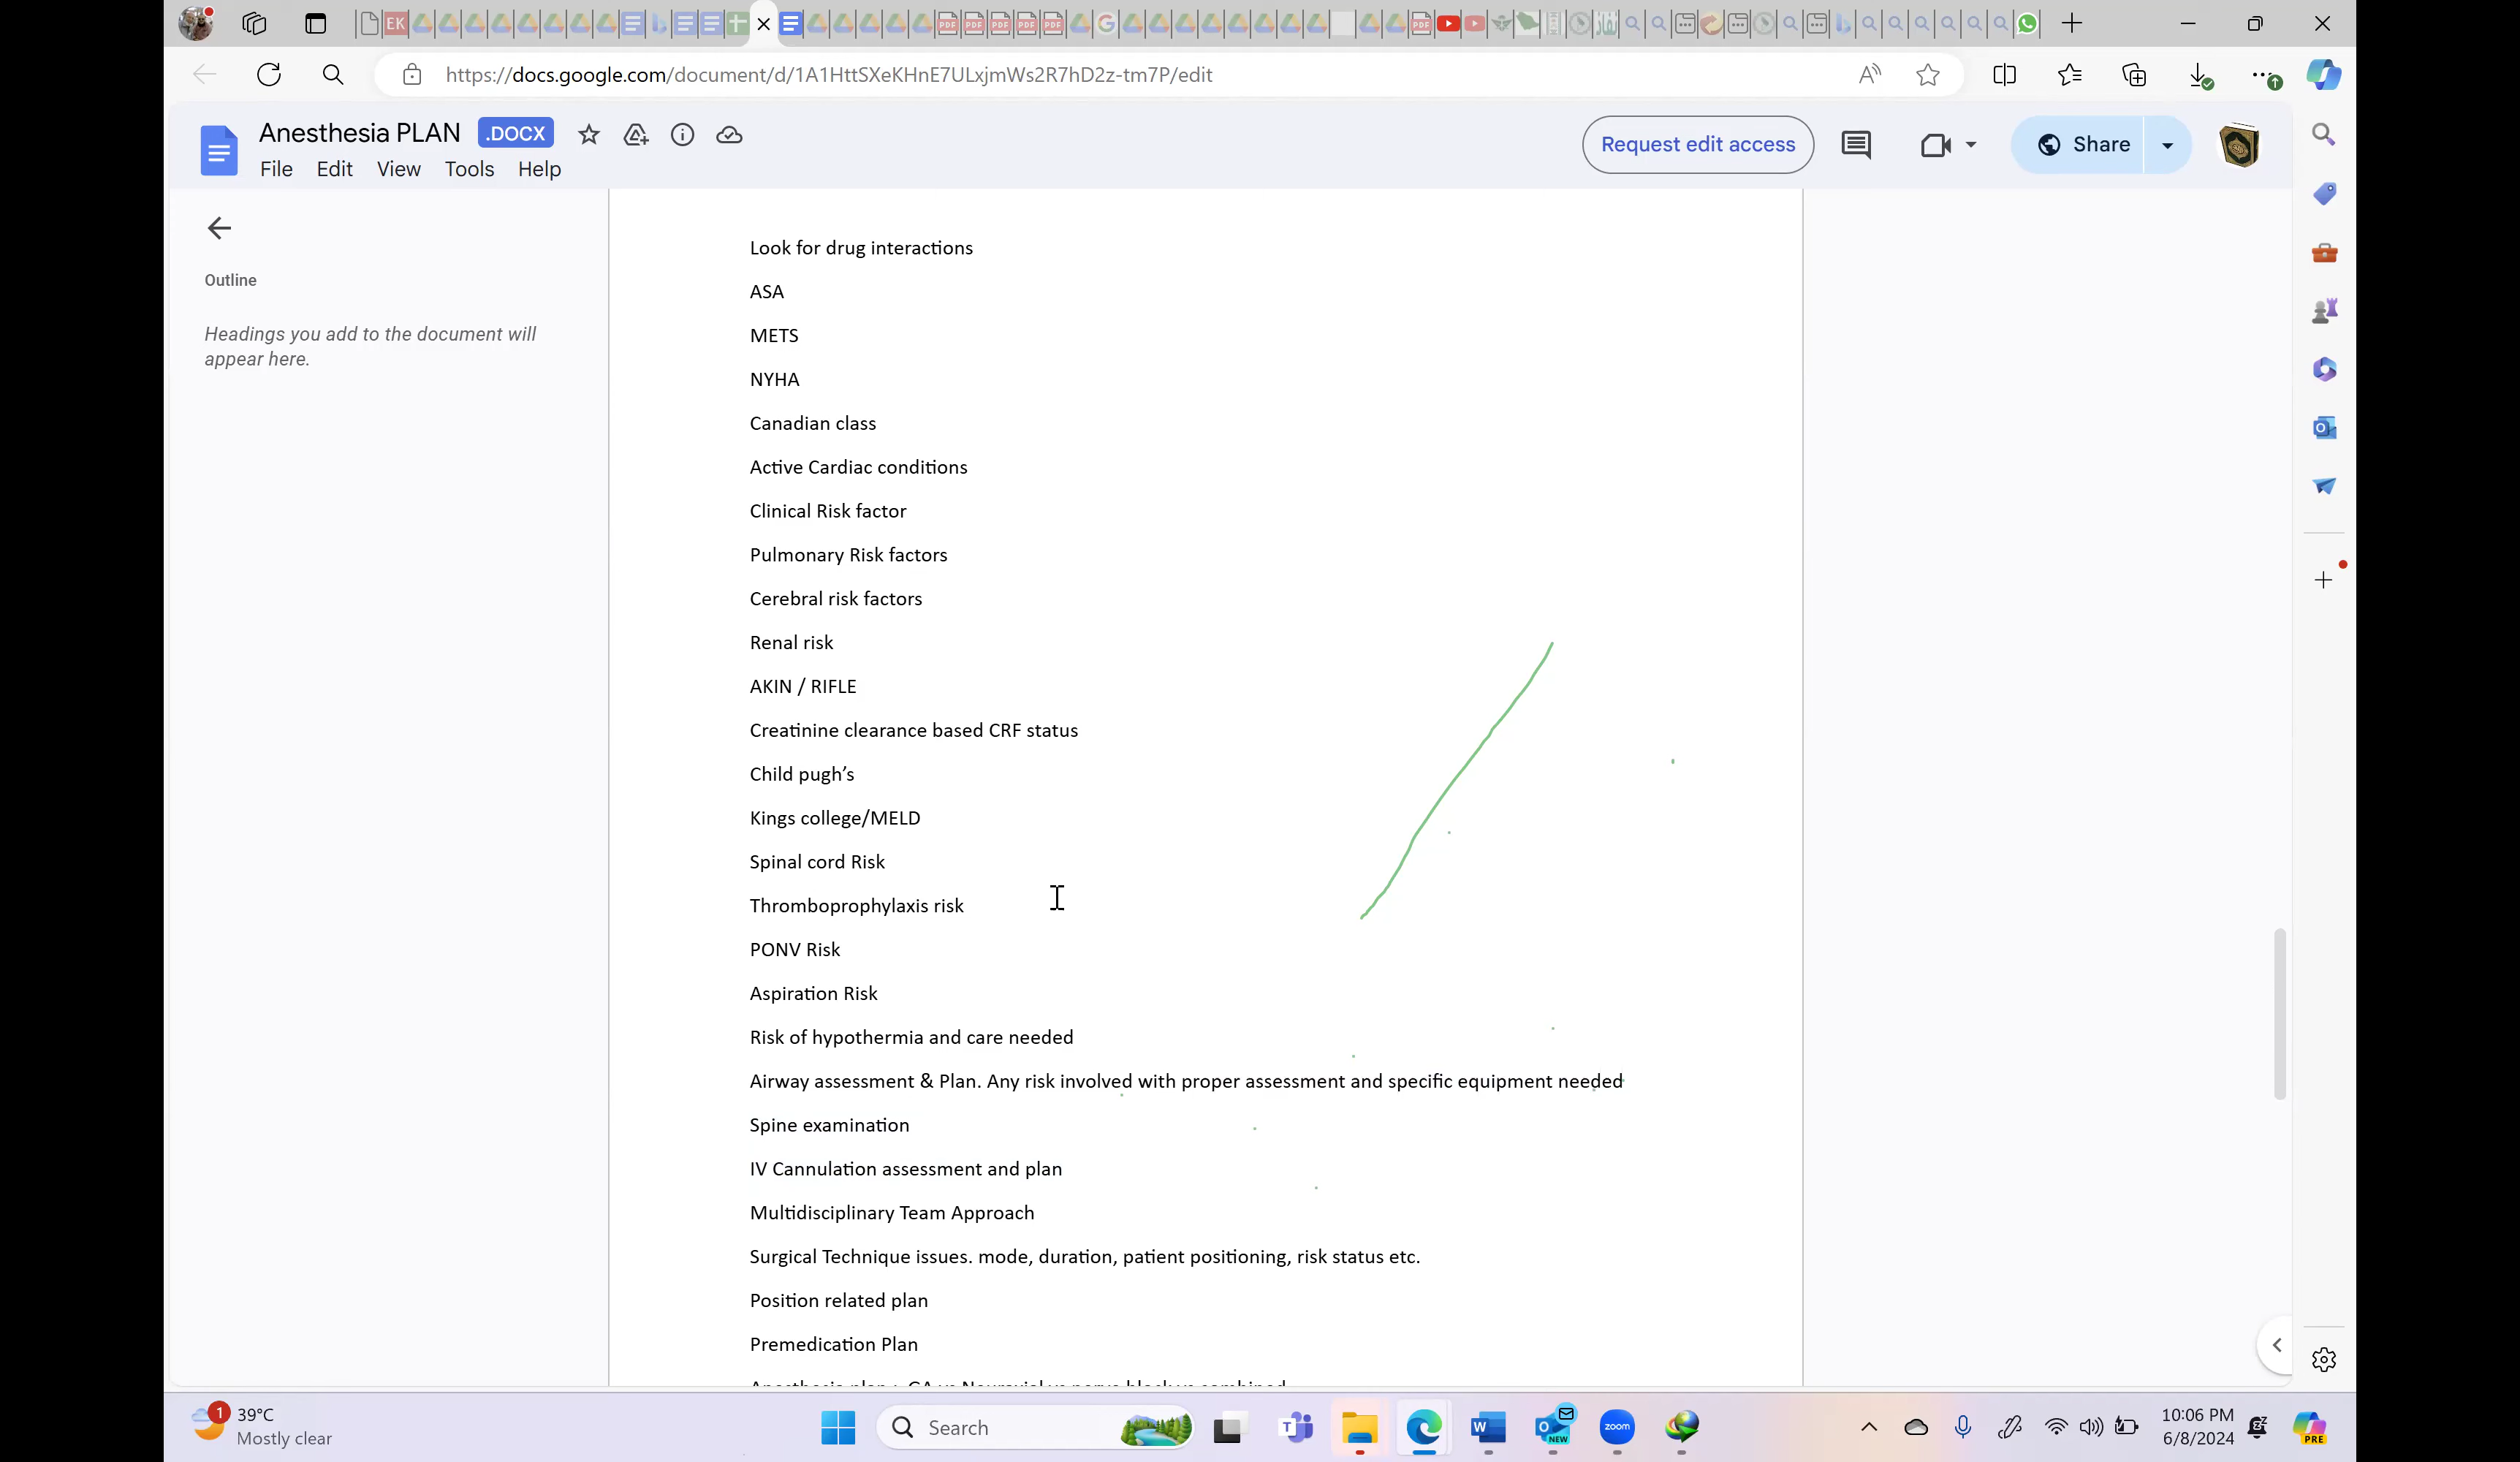 EK
https://docs.google.com/document/d/1A1HttSXeKHnE7ULxjmWs2R7hD2z-tm7P/edit
Anesthesia PLAN .DOCX
Request edit access
Share
File Edit View Tools Help
Outline
Headings you add to the document will
appear here.
Look for drug interactions
ASA
METS
NYHA
Canadian class
Active Cardiac conditions
Clinical Risk factor
Pulmonary Risk factors
Cerebral risk factors
Renal risk
AKIN / RIFLE
Creatinine clearance based CRF status
Child pugh’s
Kings college/MELD
Spinal cord Risk
Thromboprophylaxis risk
PONV Risk
Aspiration Risk
Risk of hypothermia and care needed
Airway assessment & Plan. Any risk involved with proper assessment and specific equipment needed
Spine examination
IV Cannulation assessment and plan
Multidisciplinary Team Approach
Surgical Technique issues. mode, duration, patient positioning, risk status etc.
Position related plan
Premedication Plan
1
39°C
Mostly clear
Search
NEW
zoom
10:06 PM
6/8/2024
PRE